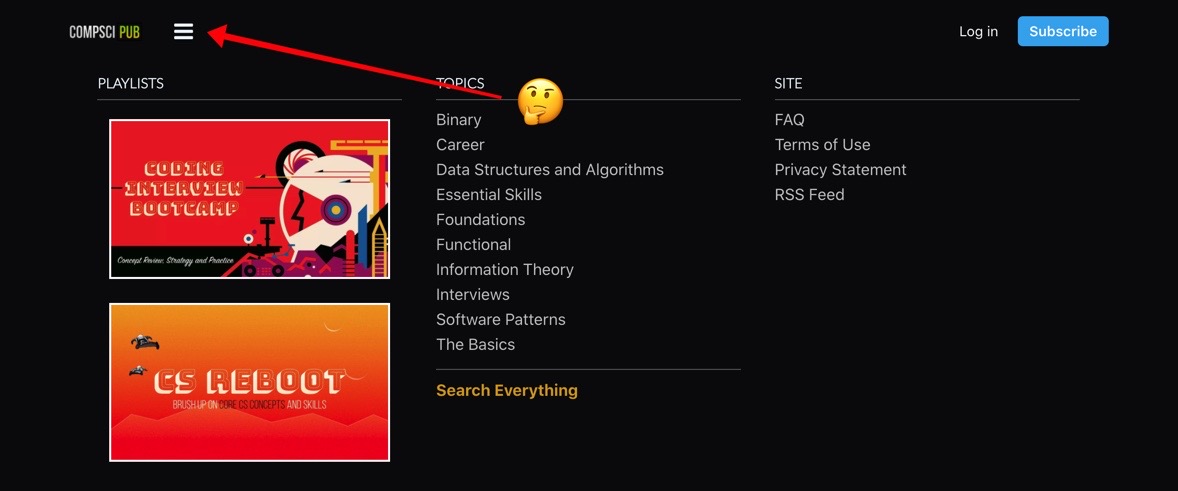 COMPSCI PUB
Log in
Subscribe
PLAYLISTS
CODING
INTERVIEW
BOOTCAMP
Concept Review, Strategy and Practice
CS REBOOT
BRUSH UP ON CORE CS CONCEPTS AND SKILLS
TOPICS
Binary
Career
Data Structures and Algorithms
Essential Skills
Foundations
Functional
Information Theory
Interviews
Software Patterns
The Basics
Search Everything
SITE
FAQ
Terms of Use
Privacy Statement
RSS Feed